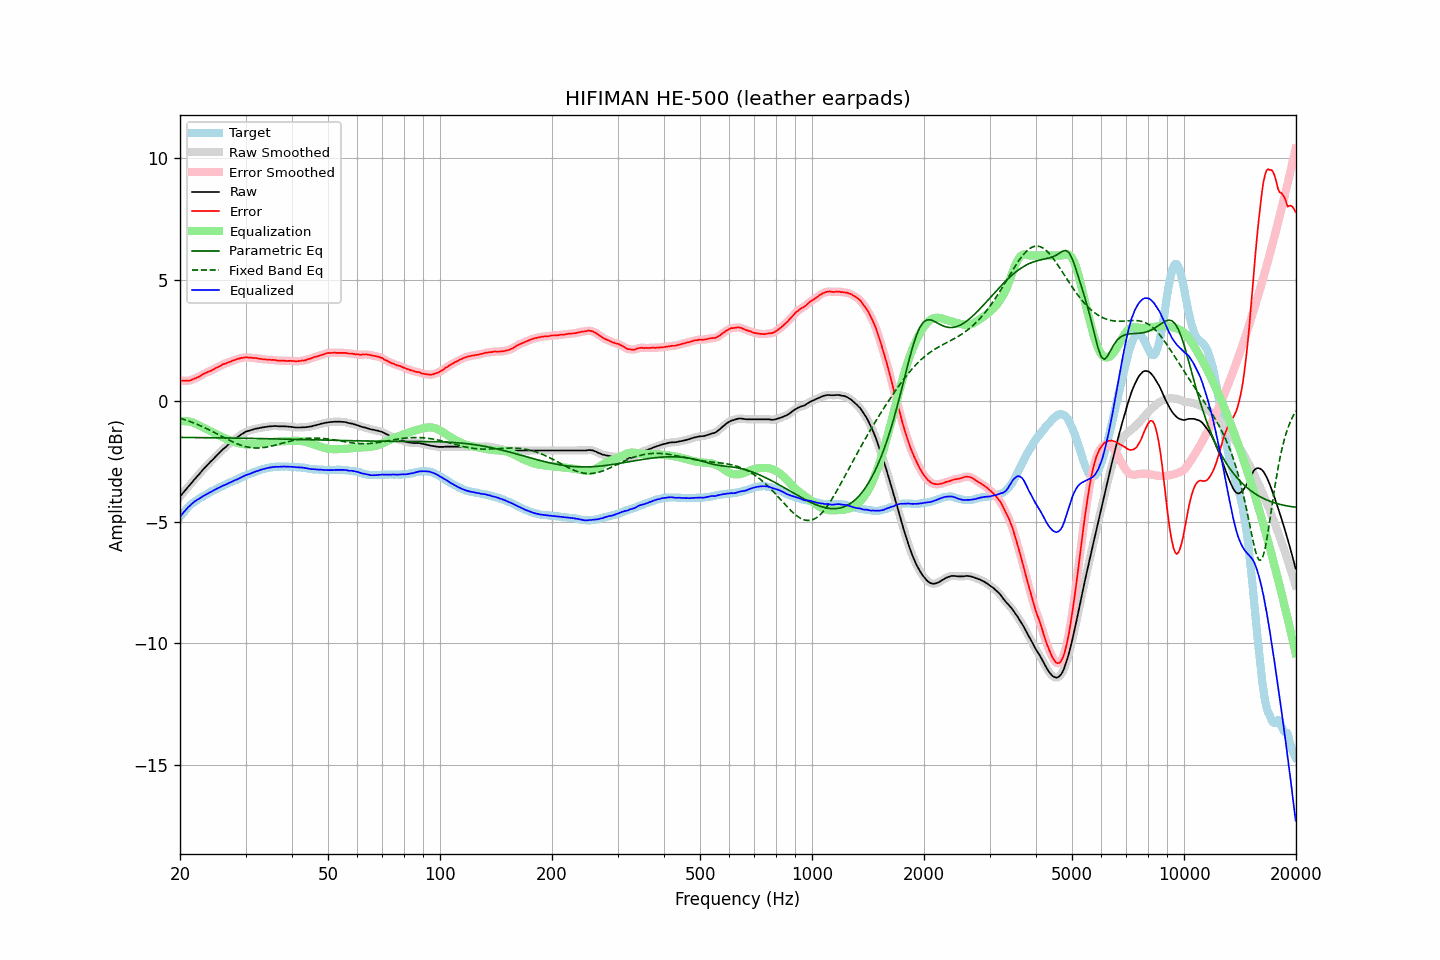 HIFIMAN HE-500 (leather earpads)
Target
Raw Smoothed
Error Smoothed
Raw
Error
Equalization
Parametric Eq
Fixed Band Eq
Equalized
Amplitude (dBr)
10
5
0
−5
−10
−15
20 50 100 200 500 1000 2000 5000 10000 20000
Frequency (Hz)